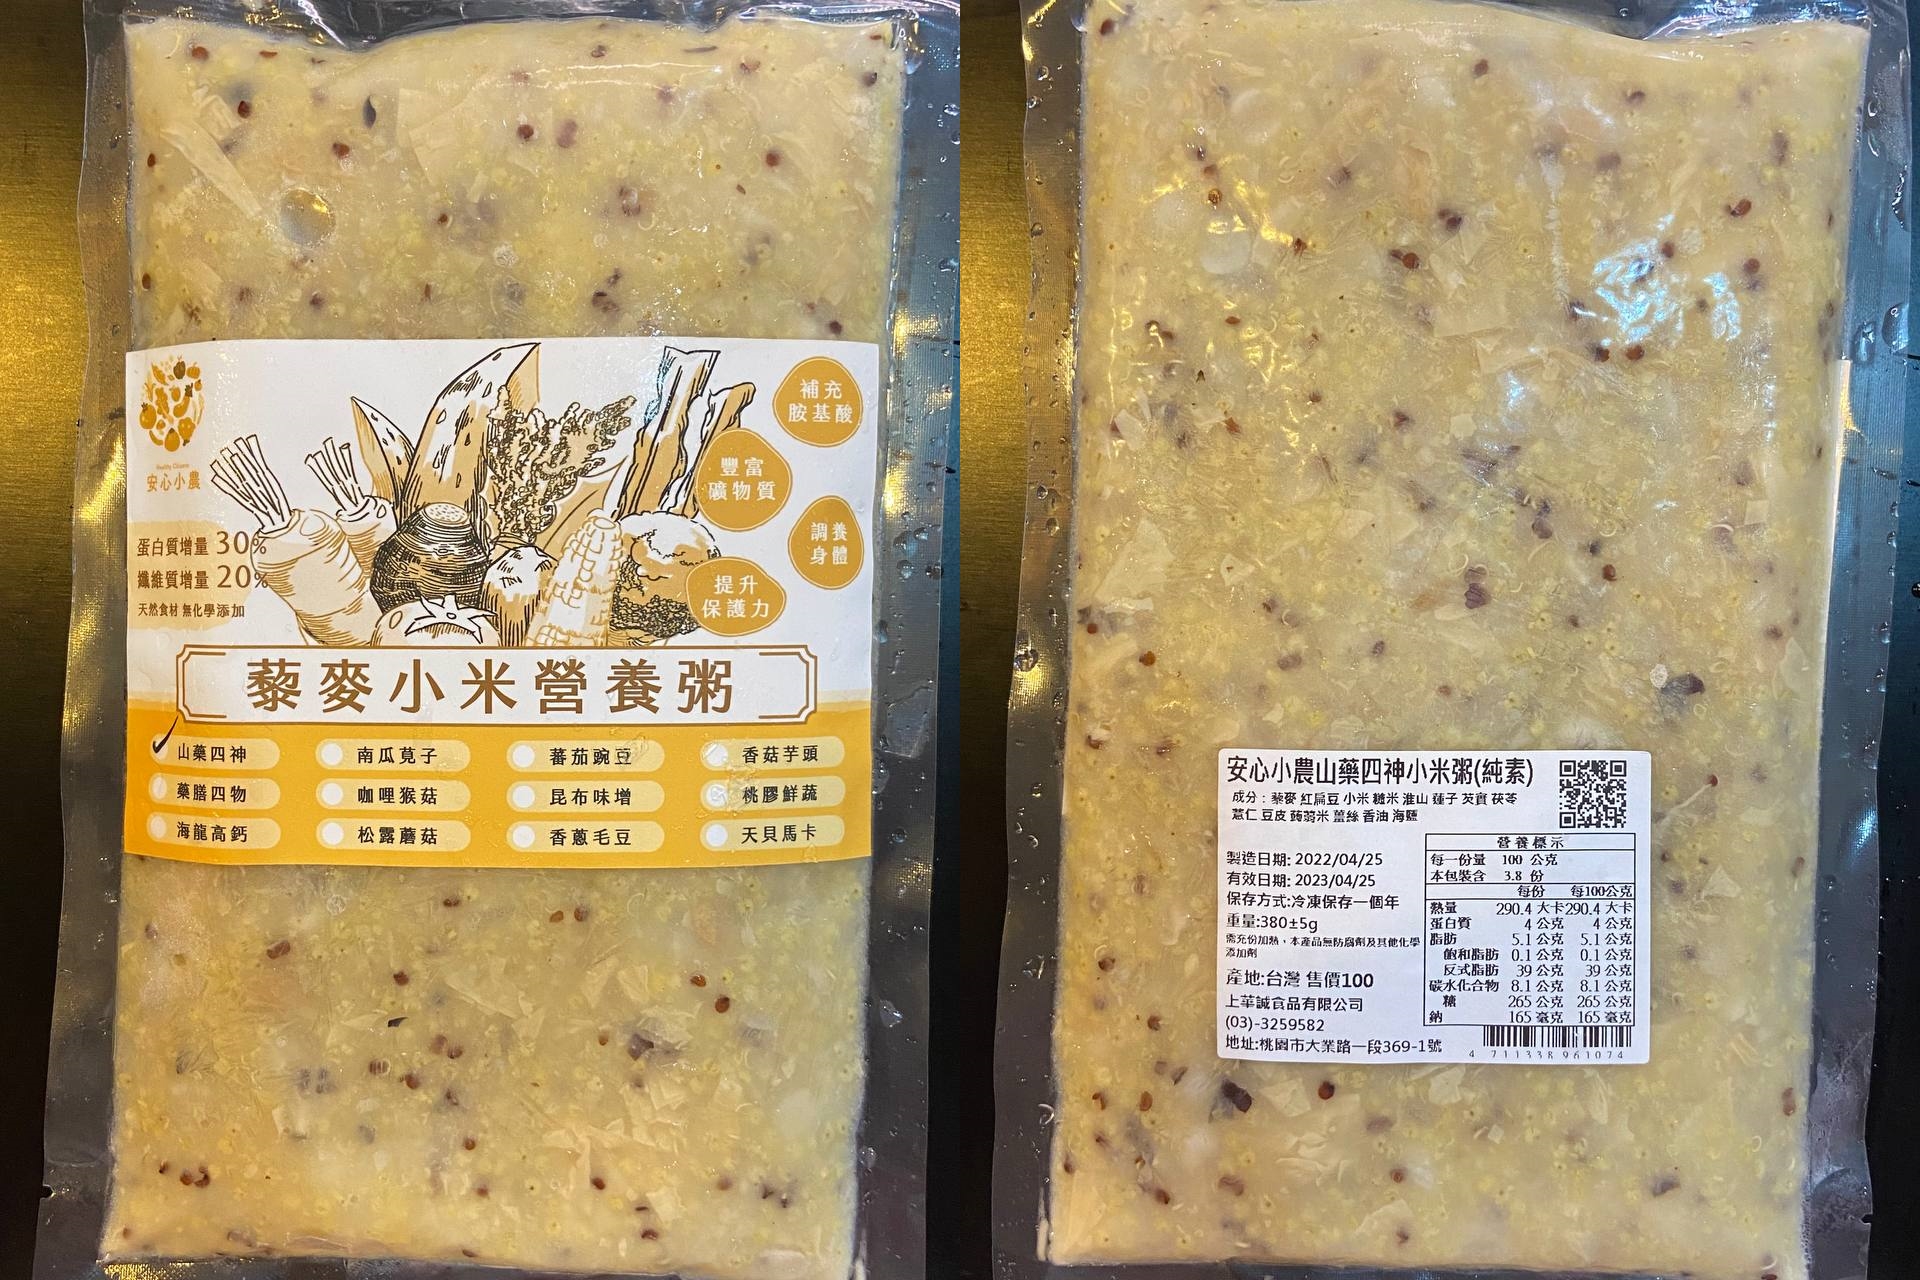 Healthy Citizens
安心小農
補充
胺基酸
豐富
礦物質
調養
身體
提升
保護力
蛋白質增量 30%
纖維質增量 20%
天然食材 無化學添加
藜麥小米營養粥
山藥四神 南瓜莧子 蕃茄豌豆 香菇芋頭
藥膳四物 咖哩猴菇 昆布味增 桃膠鮮蔬
海龍高鈣 松露蘑菇 香蔥毛豆 天貝馬卡
安心小農山藥四神小米粥(純素)
成分：藜麥 紅扁豆 小米 糙米 淮山 蓮子 芡實 茯苓
薏仁 豆皮 蒟蒻米 薑絲 香油 海鹽
製造日期: 2022/04/25
有效日期: 2023/04/25
保存方式:冷凍保存一個年
重量:380±5g
需充份加熱，本產品無防腐劑及其他化學
添加劑
產地:台灣 售價100
上華誠食品有限公司
(03)-3259582
地址:桃園市大業路一段369-1號
營養標示
每一份量 100 公克
本包裝含 3.8 份
每份 每100公克
熱量 290.4 大卡 290.4 大卡
蛋白質 4 公克 4 公克
脂肪 5.1 公克 5.1 公克
飽和脂肪 0.1 公克 0.1 公克
反式脂肪 39 公克 39 公克
碳水化合物 8.1 公克 8.1 公克
糖 265 公克 265 公克
鈉 165 毫克 165 毫克
4 711338 961074